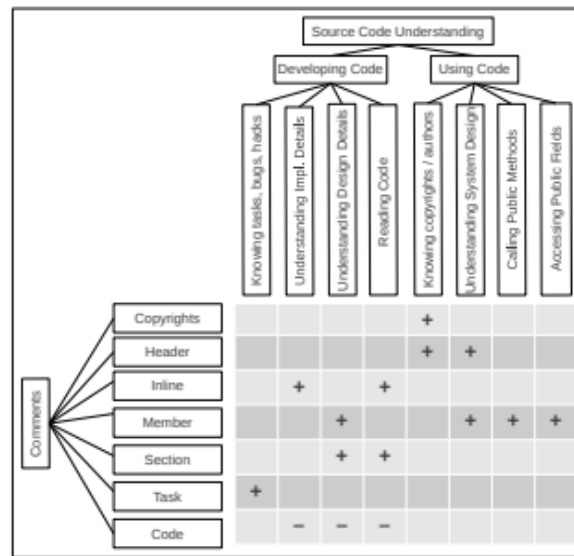 Source Code Understanding
Developing Code
Using Code
Knowing tasks, bugs, hacks
Understanding Impl. Details
Understanding Design Details
Reading Code
Knowing copyrights / authors
Understanding System Design
Calling Public Methods
Accessing Public Fields
Comments
Copyrights
+
Header
+ +
Inline
+ +
Member
+ + + +
Section
+ +
Task
+
Code
− − −